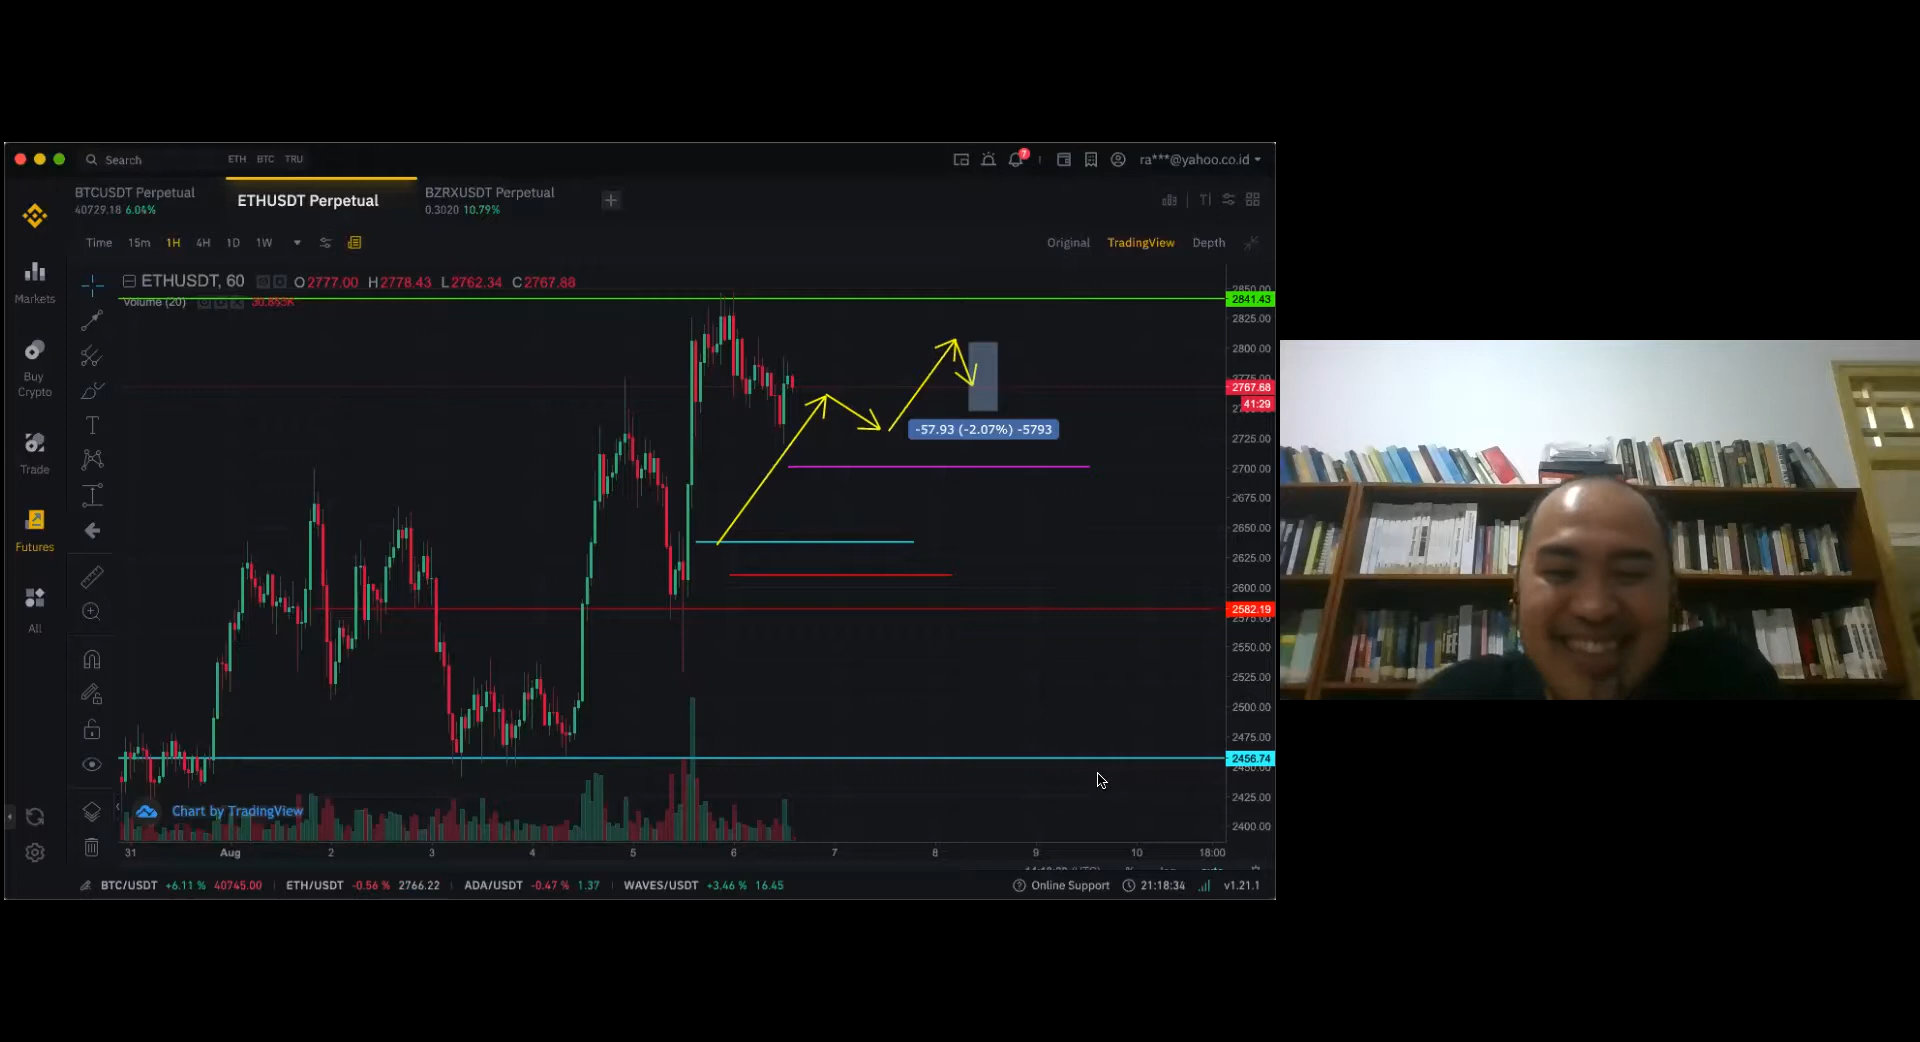 Search
ETH BTC TRU
7
ra***@yahoo.co.id
BTCUSDT Perpetual
40729.18 6.04%
ETHUSDT Perpetual
BZRXUSDT Perpetual
0.3020 10.79%
Time 15m 1H 4H 1D 1W
Original TradingView Depth
ETHUSDT, 60 O2777.00 H2778.43 L2762.34 C2767.88
Volume (20)
2841.43
2825.00
2800.00
2767.68
41:29
2725.00
2700.00
2675.00
2650.00
2625.00
2600.00
2582.19
2575.00
2550.00
2525.00
2500.00
2475.00
2456.74
2425.00
2400.00
-57.93 (-2.07%) -5793
Markets
Buy
Crypto
Trade
Futures
All
Chart by TradingView
31 Aug 2 3 4 5 6 7 8 9 10 18:00
BTC/USDT +6.11 % 40745.00 ETH/USDT -0.56 % 2766.22 ADA/USDT -0.47 % 1.37 WAVES/USDT +3.46 % 16.45
Online Support 21:18:34 v1.21.1